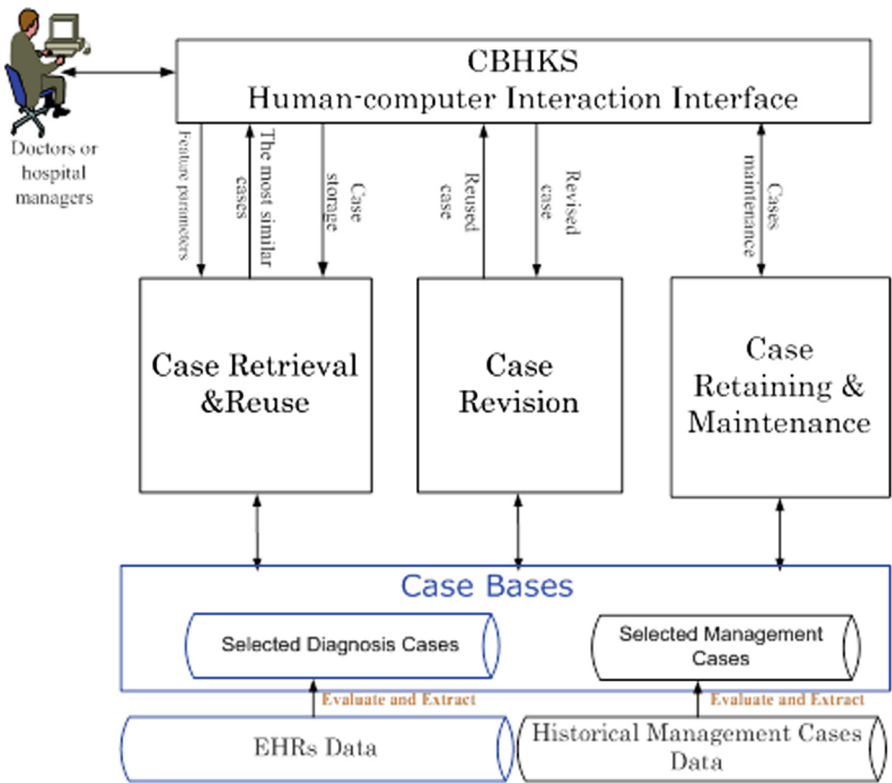 CBHKS
Human-computer Interaction Interface
Doctors or
hospital
managers
Feature parameters
The most similar
cases
Case
storage
Reused
case
Revised
case
Cases
maintenance
Case Retrieval
&Reuse
Case
Revision
Case
Retaining &
Maintenance
Case Bases
Selected Diagnosis Cases
Selected Management
Cases
Evaluate and Extract
Evaluate and Extract
EHRs Data
Historical Management Cases
Data